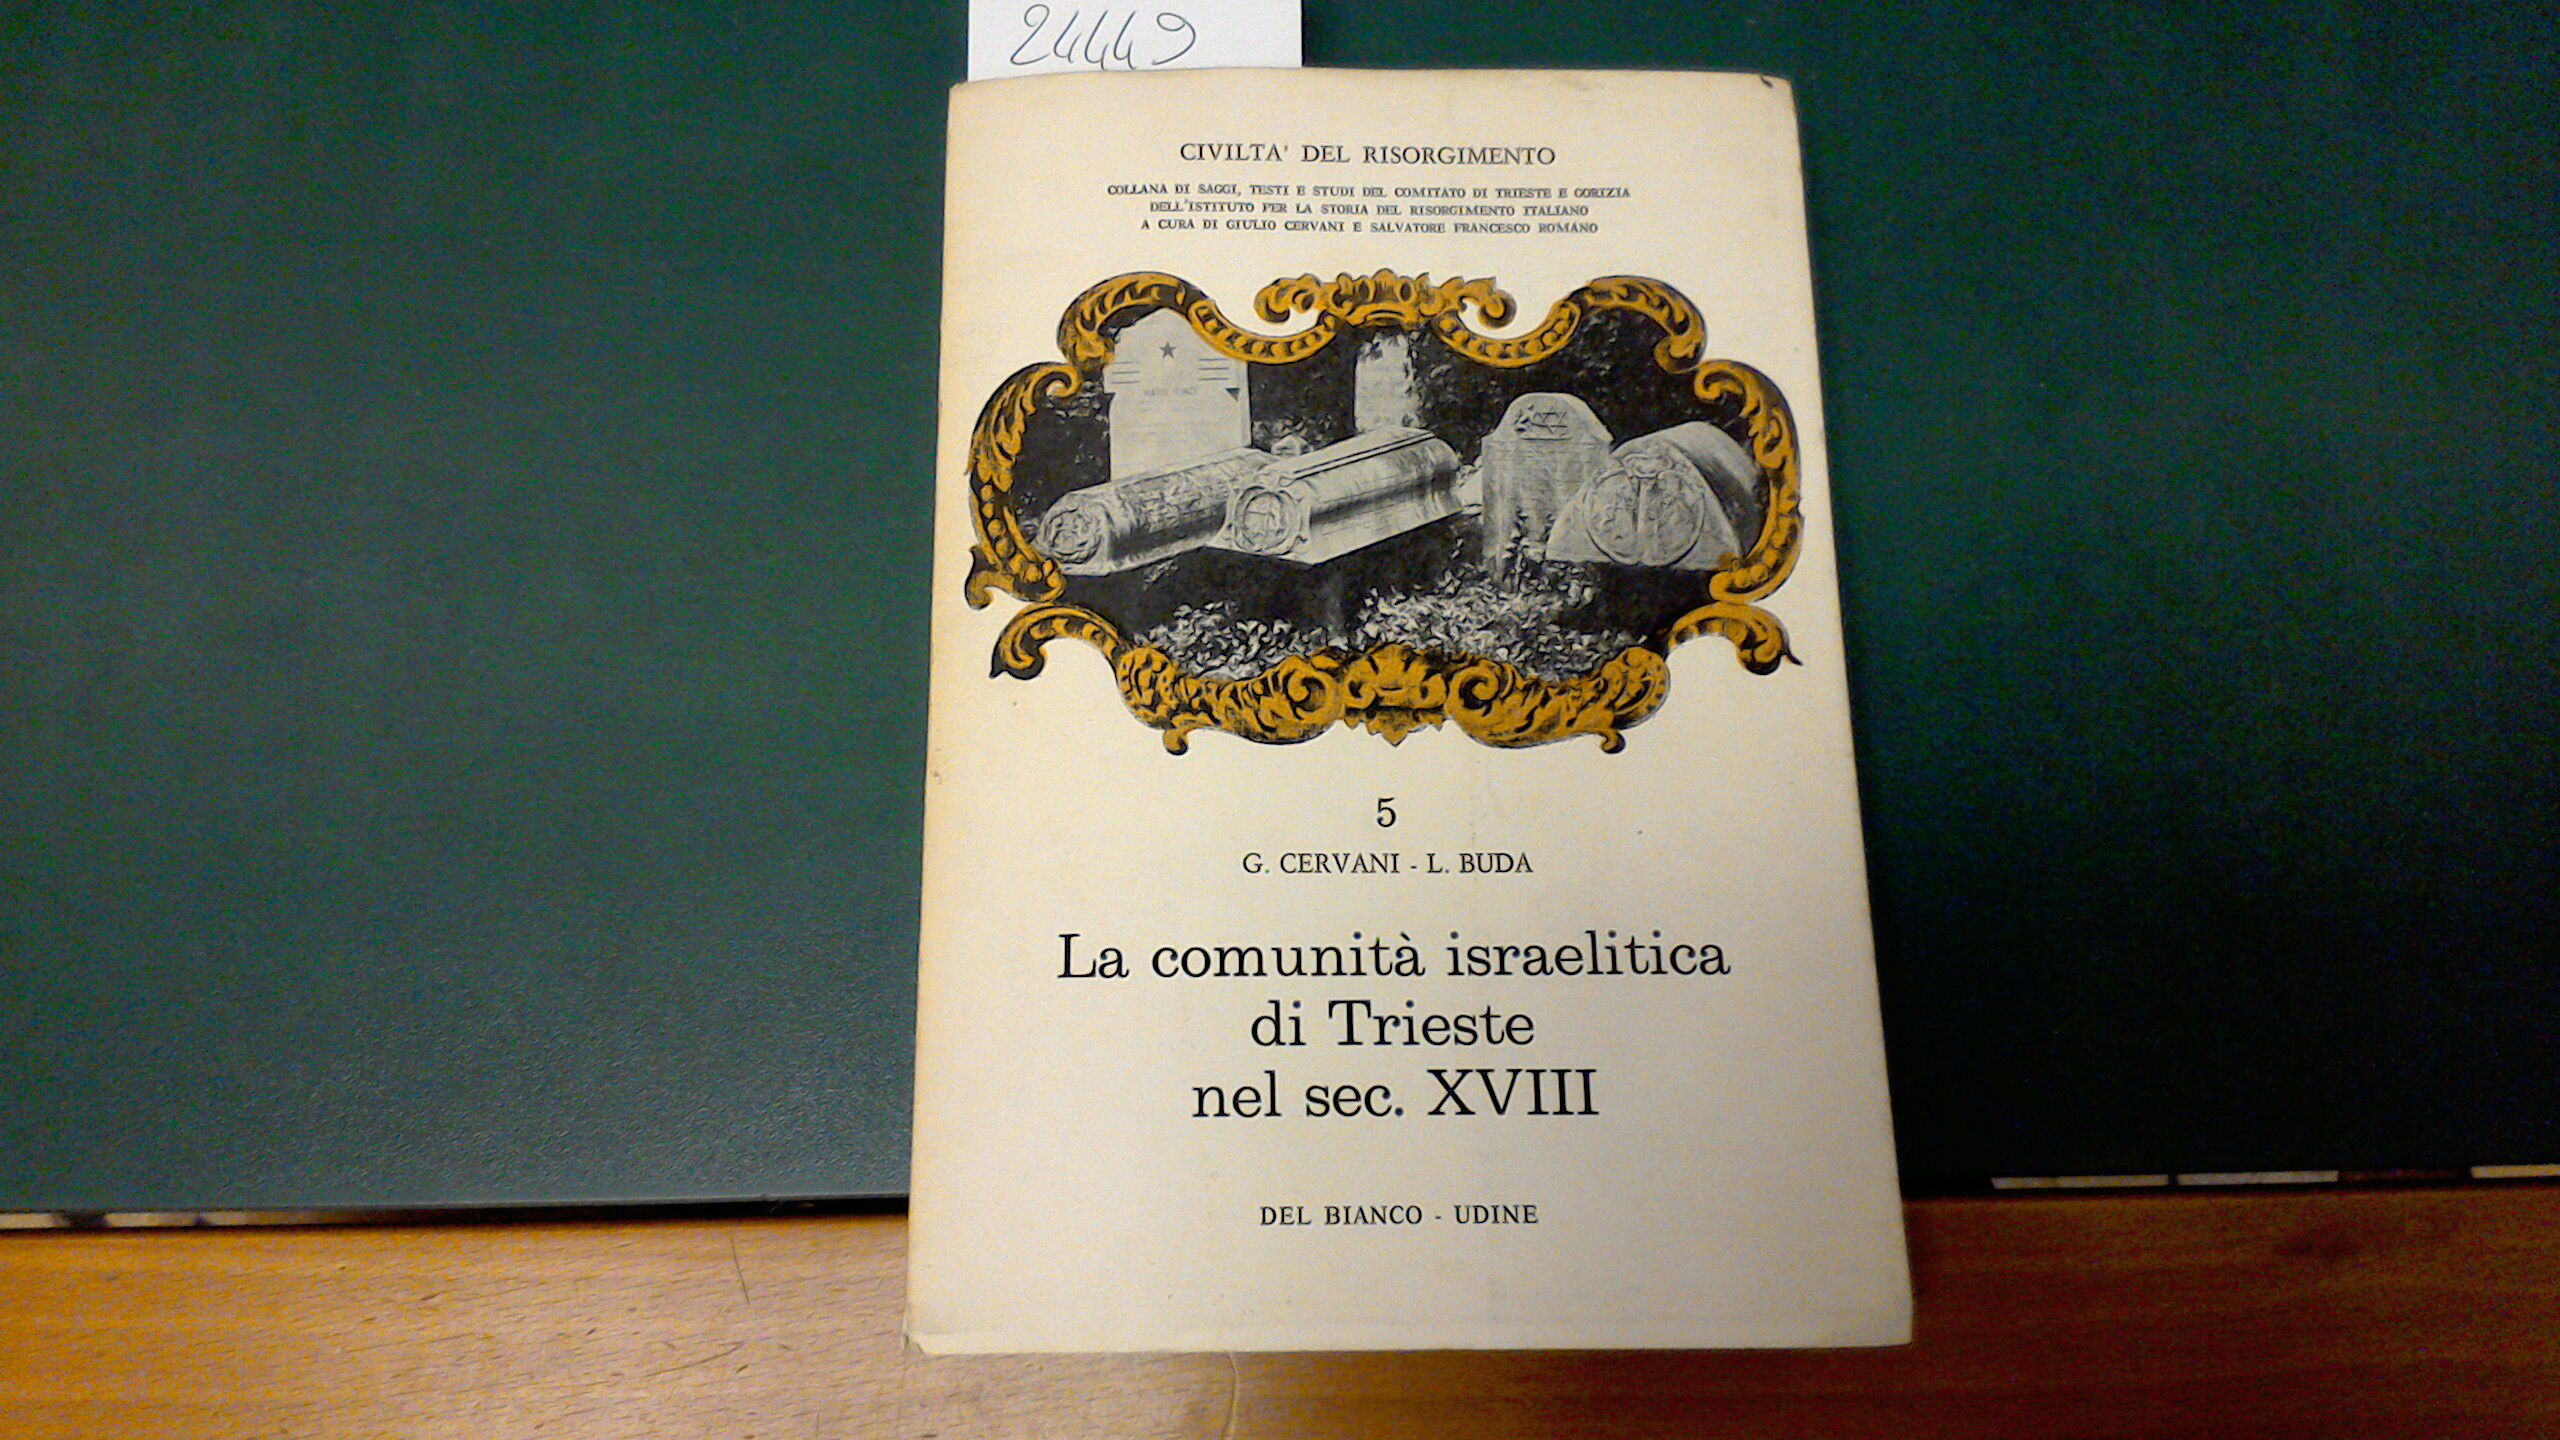 24449
CIVILTA' DEL RISORGIMENTO
COLLANA DI SAGGI, TESTI E STUDI DEL COMITATO DI TRIESTE E GORIZIA
DELL'ISTITUTO PER LA STORIA DEL RISORGIMENTO ITALIANO
A CURA DI GIULIO CERVANI E SALVATORE FRANCESCO ROMANO
5
G. CERVANI - L. BUDA
La comunità israelitica
di Trieste
nel sec. XVIII
DEL BIANCO - UDINE